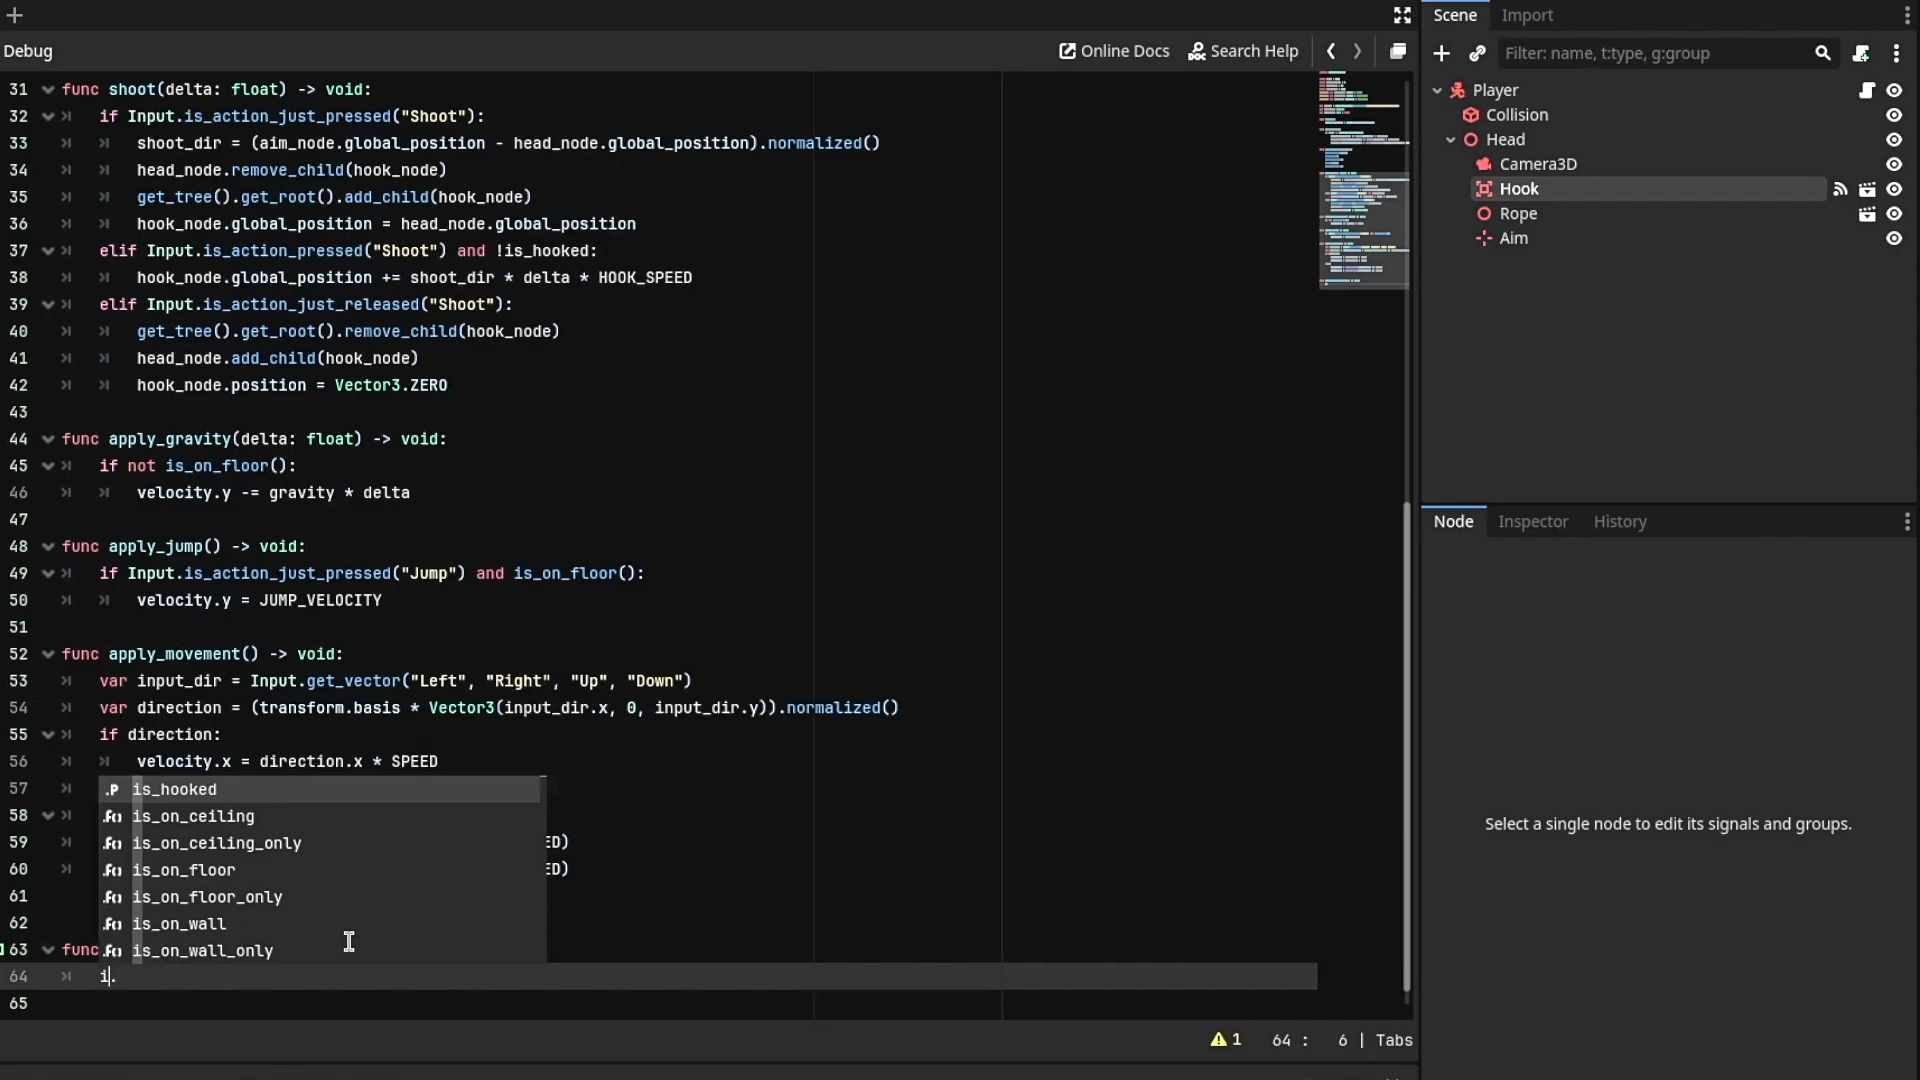 Debug
Online Docs
Search Help
31 func shoot(delta: float) -> void:
32 if Input.is_action_just_pressed("Shoot"):
33 shoot_dir = (aim_node.global_position - head_node.global_position).normalized()
34 head_node.remove_child(hook_node)
35 get_tree().get_root().add_child(hook_node)
36 hook_node.global_position = head_node.global_position
37 elif Input.is_action_pressed("Shoot") and !is_hooked:
38 hook_node.global_position += shoot_dir * delta * HOOK_SPEED
39 elif Input.is_action_just_released("Shoot"):
40 get_tree().get_root().remove_child(hook_node)
41 head_node.add_child(hook_node)
42 hook_node.position = Vector3.ZERO
43
44 func apply_gravity(delta: float) -> void:
45 if not is_on_floor():
46 velocity.y -= gravity * delta
47
48 func apply_jump() -> void:
49 if Input.is_action_just_pressed("Jump") and is_on_floor():
50 velocity.y = JUMP_VELOCITY
51
52 func apply_movement() -> void:
53 var input_dir = Input.get_vector("Left", "Right", "Up", "Down")
54 var direction = (transform.basis * Vector3(input_dir.x, 0, input_dir.y)).normalized()
55 if direction:
56 velocity.x = direction.x * SPEED
57 is_hooked
58 is_on_ceiling
59 is_on_ceiling_only ED)
60 is_on_floor ED)
61 is_on_floor_only
62 is_on_wall
63 func is_on_wall_only
64 i.
65
1 64 : 6 | Tabs
Scene Import
Filter: name, t:type, g:group
Player
Collision
Head
Camera3D
Hook
Rope
Aim
Node Inspector History
Select a single node to edit its signals and groups.